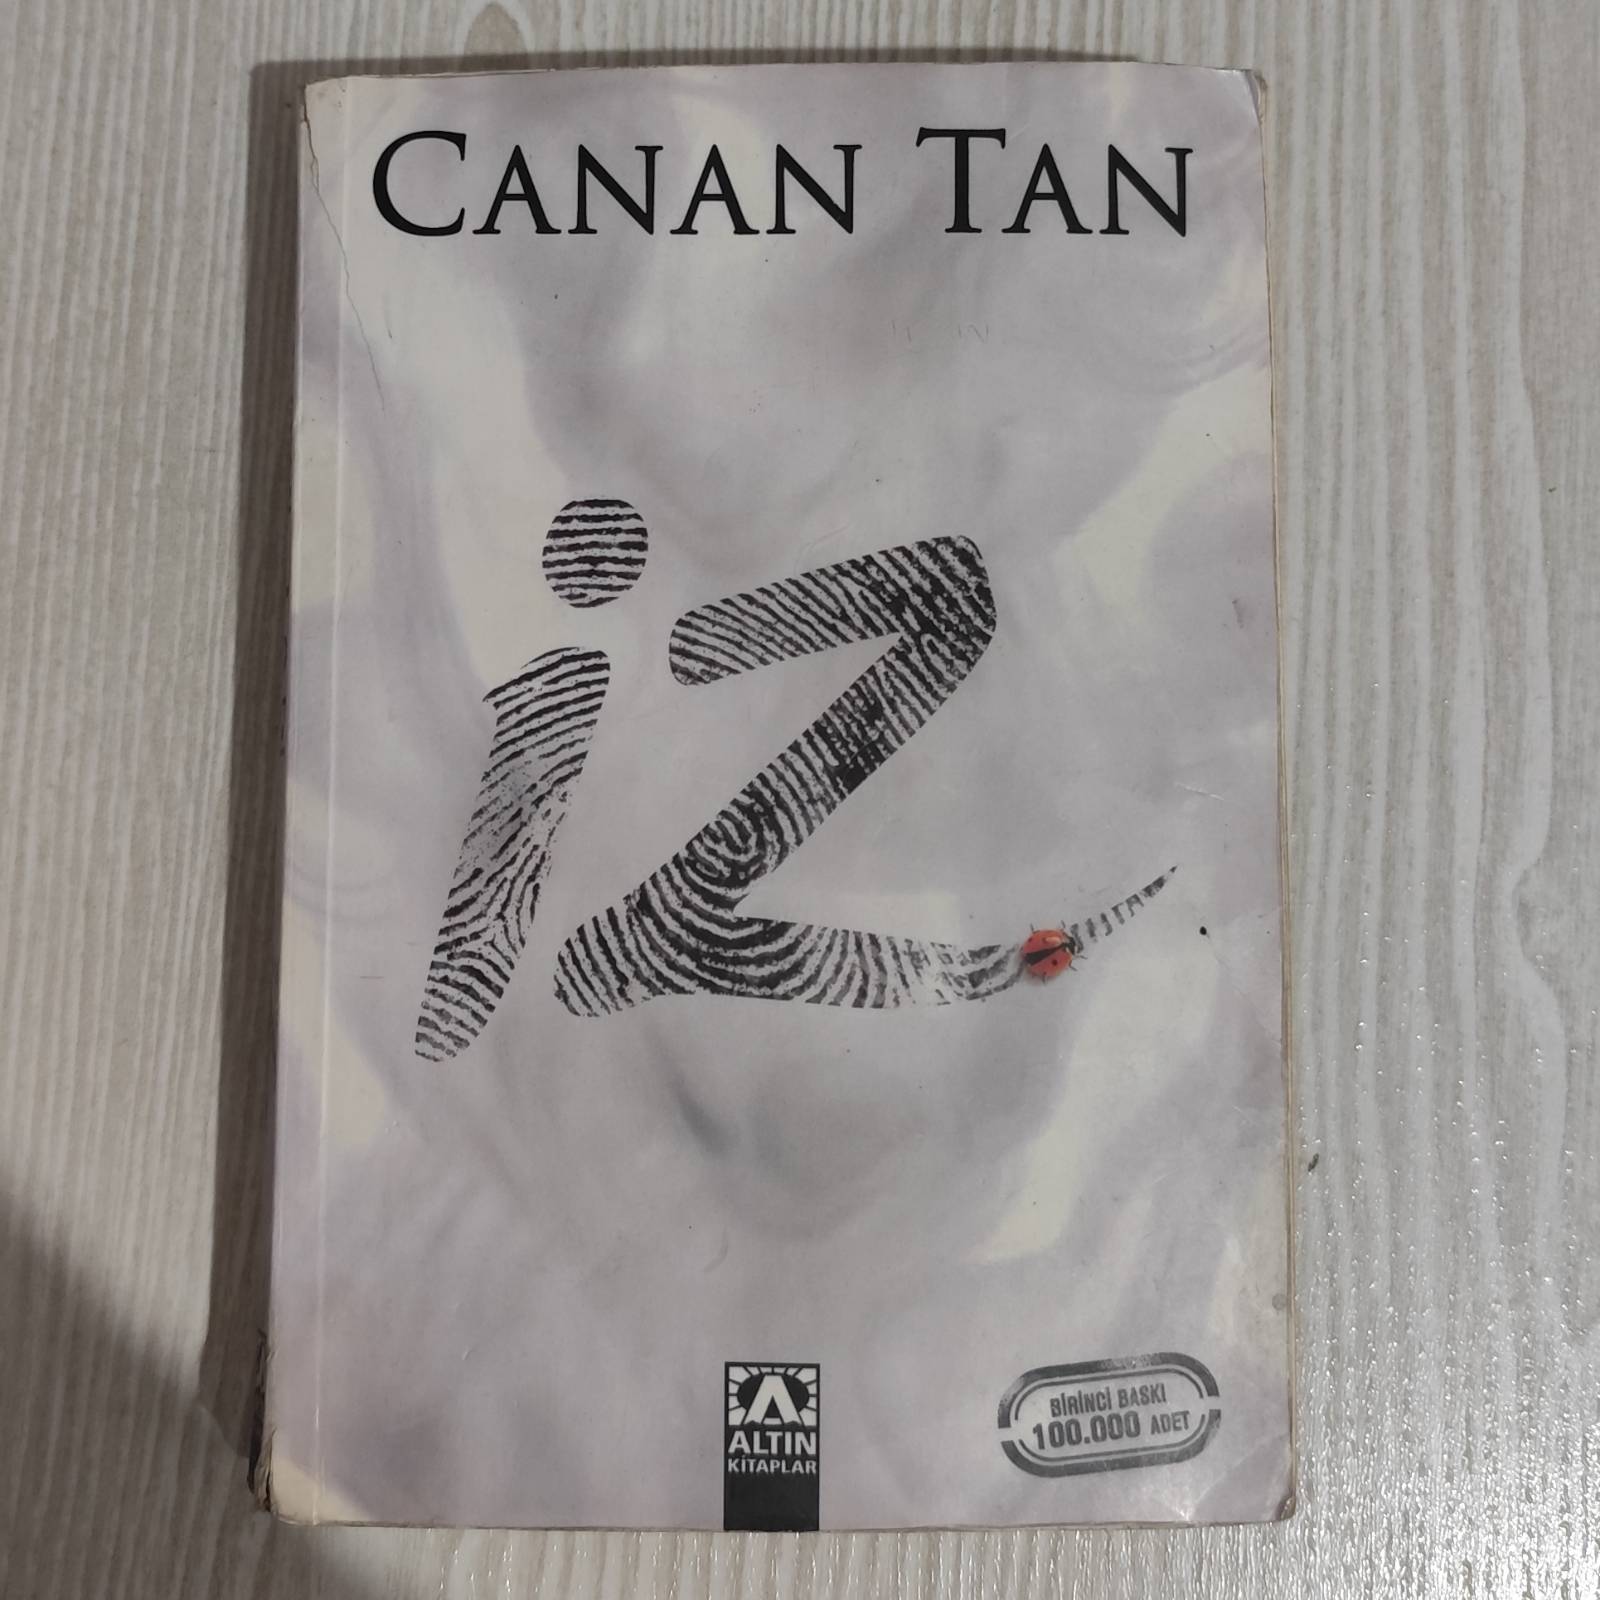 CANAN TAN
iz
ALTIN
KİTAPLAR
BİRİNCİ BASKI
100.000 ADET